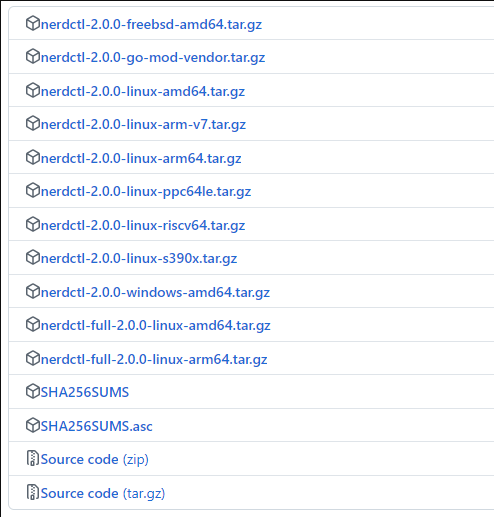 nerdctl-2.0.0-freebsd-amd64.tar.gz
nerdctl-2.0.0-go-mod-vendor.tar.gz
nerdctl-2.0.0-linux-amd64.tar.gz
nerdctl-2.0.0-linux-arm-v7.tar.gz
nerdctl-2.0.0-linux-arm64.tar.gz
nerdctl-2.0.0-linux-ppc64le.tar.gz
nerdctl-2.0.0-linux-riscv64.tar.gz
nerdctl-2.0.0-linux-s390x.tar.gz
nerdctl-2.0.0-windows-amd64.tar.gz
nerdctl-full-2.0.0-linux-amd64.tar.gz
nerdctl-full-2.0.0-linux-arm64.tar.gz
SHA256SUMS
SHA256SUMS.asc
Source code (zip)
Source code (tar.gz)